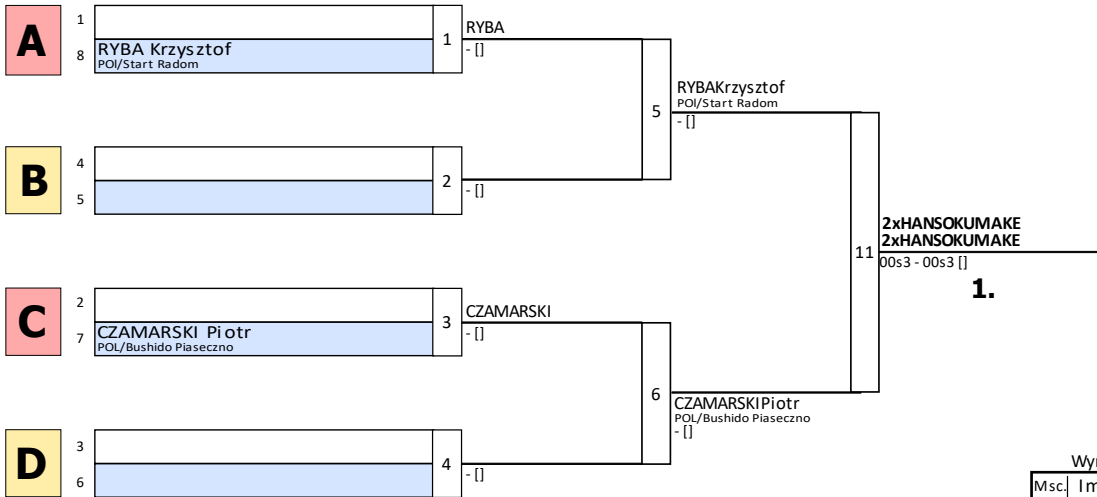 A
1
8
RYBA Krzysztof
POl/Start Radom
1
RYBA
- []
5
RYBAKrzysztof
POl/Start Radom
- []
B
4
5
2
- []
11
2xHANSOKUMAKE
2xHANSOKUMAKE
00s3 - 00s3 []
1.
C
2
7
CZAMARSKI Piotr
POL/Bushido Piaseczno
3
CZAMARSKI
- []
6
CZAMARSKIPiotr
POL/Bushido Piaseczno
- []
D
3
6
4
- []
Msc.